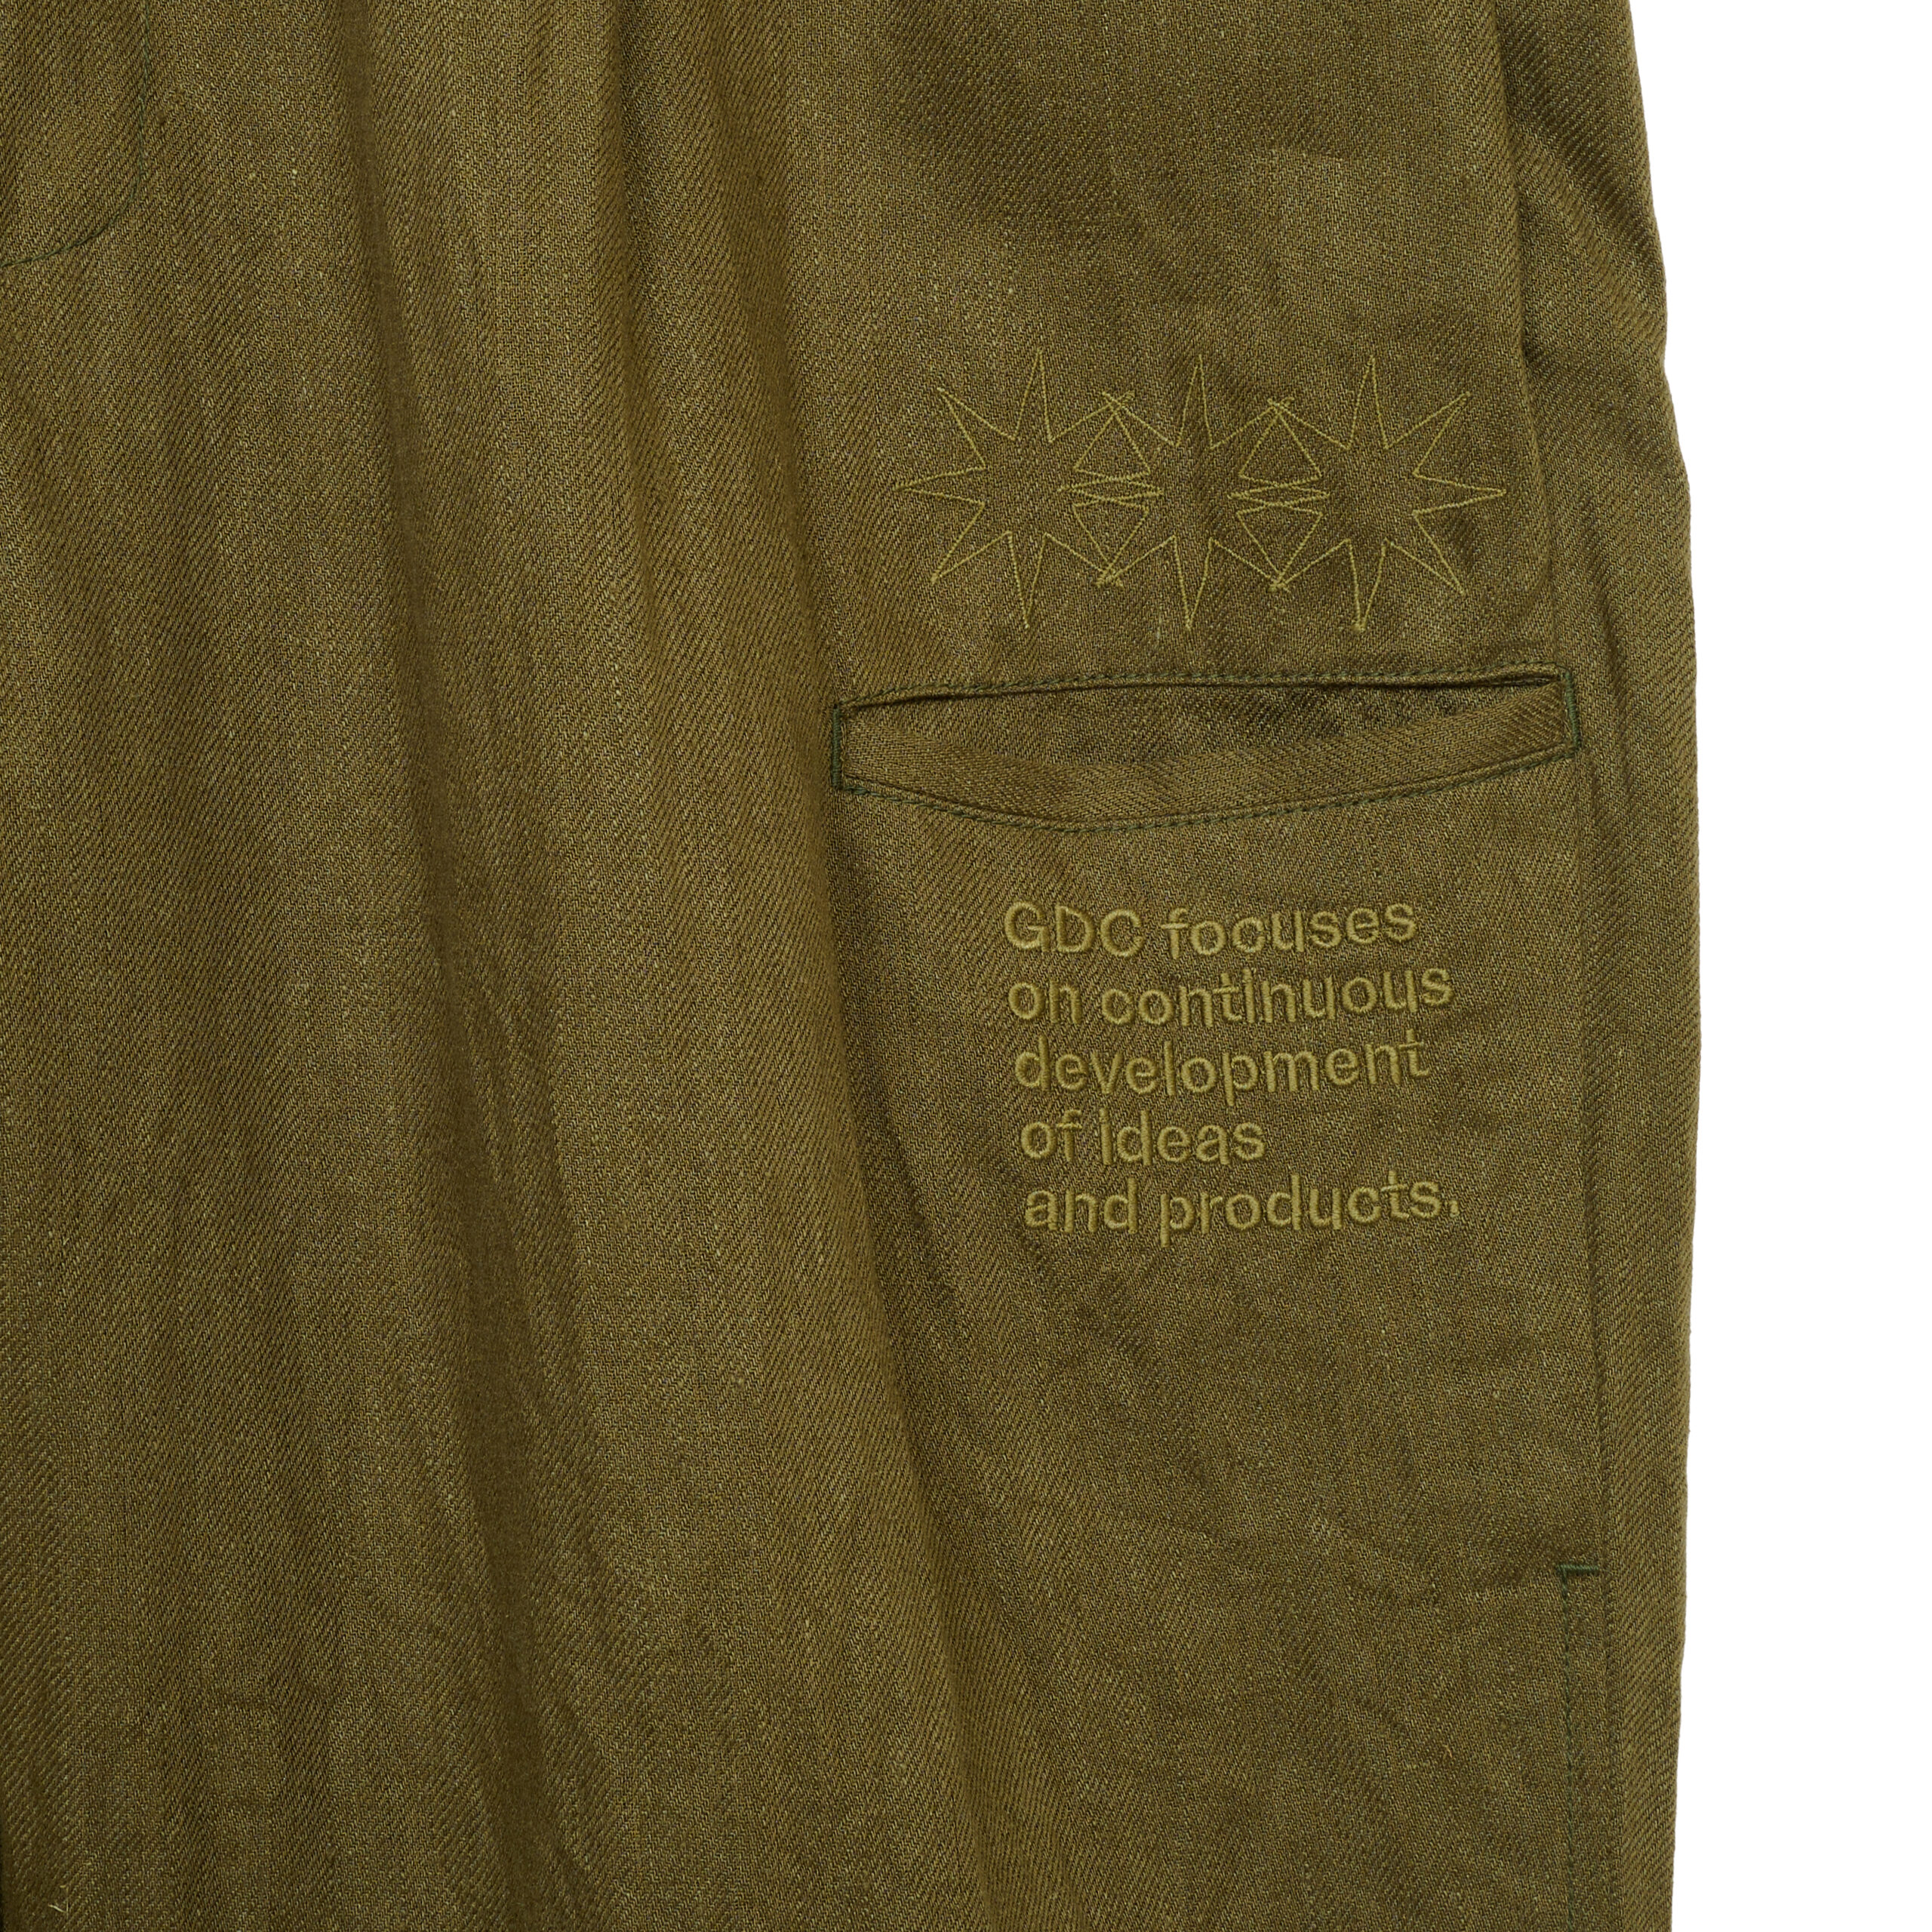 GDC focuses
on continuous
development
of ideas
and products.